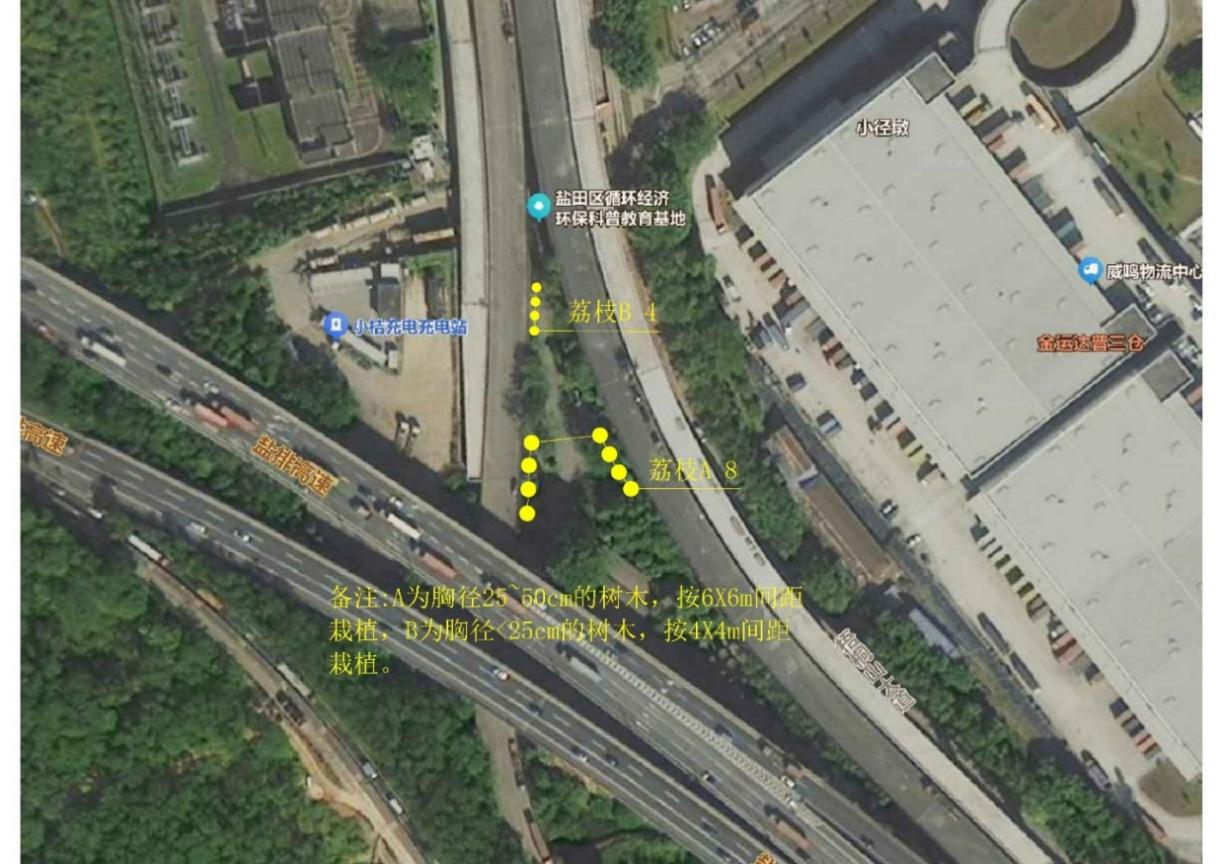 小径墩
盐田区循环经济
环保科普教育基地
威鸣物流中心
荔枝B 4
小桔充电充电站
金运达普三仓
高速
盐排高速
荔枝A 8
备注:A为胸径25~50cm的树木，按6X6m间距
栽植，B为胸径<25cm的树木，按4X4m间距
栽植。